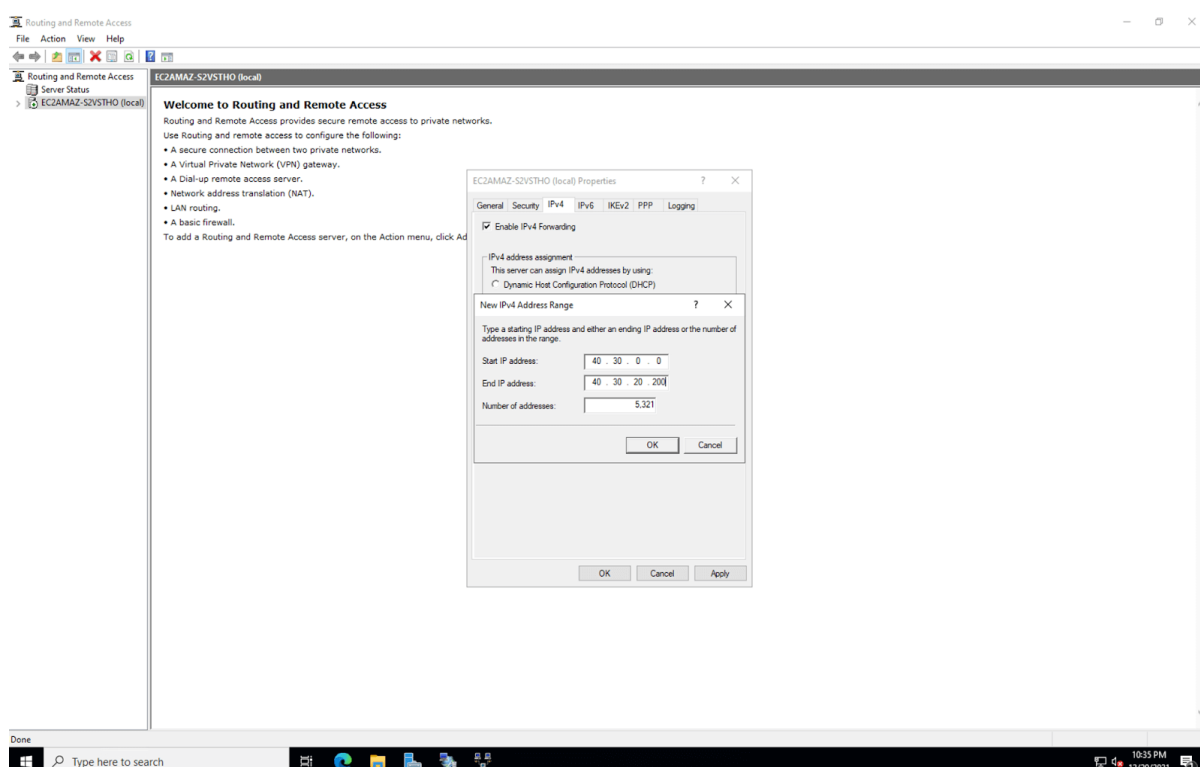 Routing and Remote Access
File Action View Help
Routing and Remote Access
Server Status
EC2AMAZ-S2VSTHO (local)
EC2AMAZ-S2VSTHO (local)
Welcome to Routing and Remote Access
Routing and Remote Access provides secure remote access to private networks.
Use Routing and remote access to configure the following:
• A secure connection between two private networks.
• A Virtual Private Network (VPN) gateway.
• A Dial-up remote access server.
• Network address translation (NAT).
• LAN routing.
• A basic firewall.
To add a Routing and Remote Access server, on the Action menu, click Ad
EC2AMAZ-S2VSTHO (local) Properties
General Security IPv4 IPv6 IKEv2 PPP Logging
Enable IPv4 Forwarding
IPv4 address assignment
This server can assign IPv4 addresses by using:
Dynamic Host Configuration Protocol (DHCP)
New IPv4 Address Range
Type a starting IP address and either an ending IP address or the number of
addresses in the range.
Start IP address: 40 . 30 . 0 . 0
End IP address: 40 . 30 . 20 . 200
Number of addresses: 5,321
OK Cancel
OK Cancel Apply
Done
Type here to search
10:35 PM